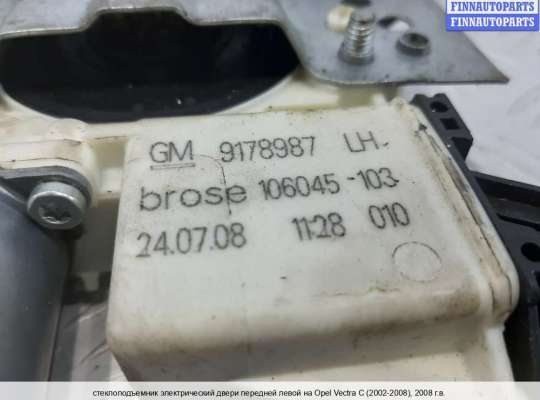 FINNAUTOPARTS
FINNAUTOPARTS
GM 9178987 LH
brose 106045-103
24.07.08 11:28 010
стеклоподъемник электрический двери передней левой на Opel Vectra C (2002-2008), 2008 г.в.